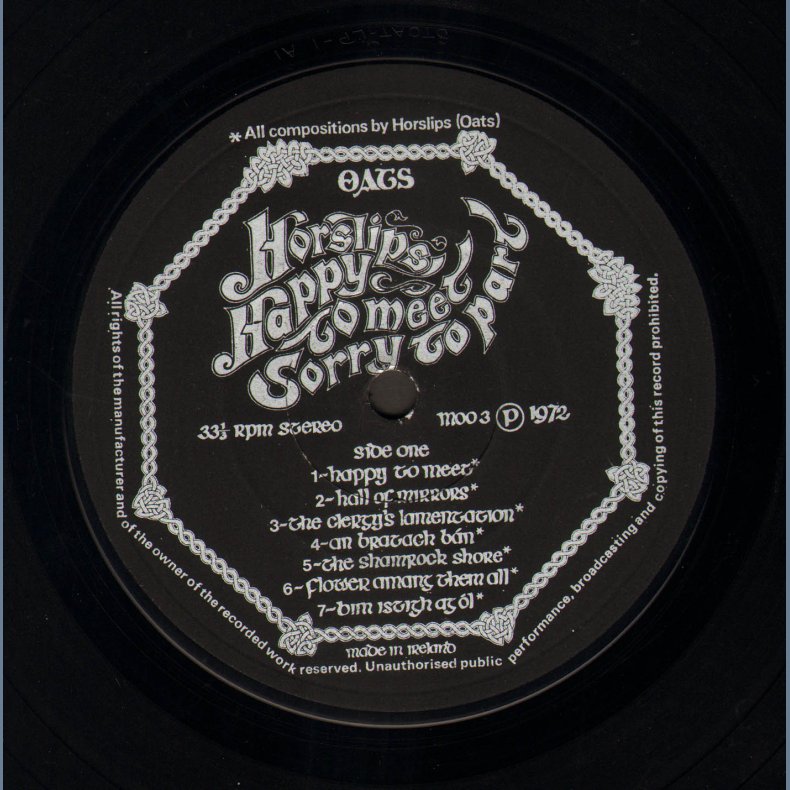 * All compositions by Horslips (Oats)
OATS
Horslips
Happy
to meet
Sorry to part
33⅓ RPM STEREO
MOO 3 Ⓟ 1972
side one
1-happy to meet*
2-hall of mirrors*
3-the clergy's lamentation*
4-an bratach bán*
5-the shamrock shore*
6-flower amang them all*
7-bím istigh ag ól*
made in ireland
All rights of the manufacturer and of the owner of the recorded work reserved. Unauthorised public performance, broadcasting and copying of this record prohibited.